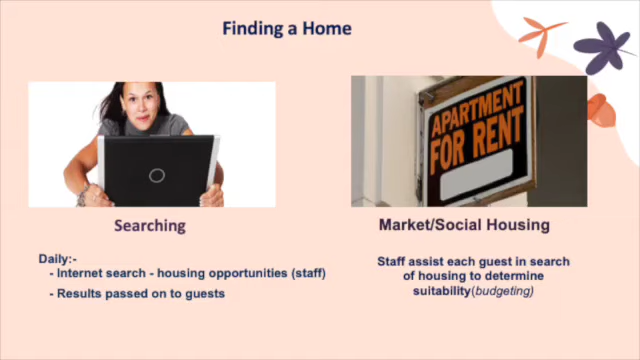 Finding a Home
APARTMENT
FOR RENT
Searching
Market/Social Housing
Daily:-
- Internet search - housing opportunities (staff)
- Results passed on to guests
Staff assist each guest in search
of housing to determine
suitability(budgeting)